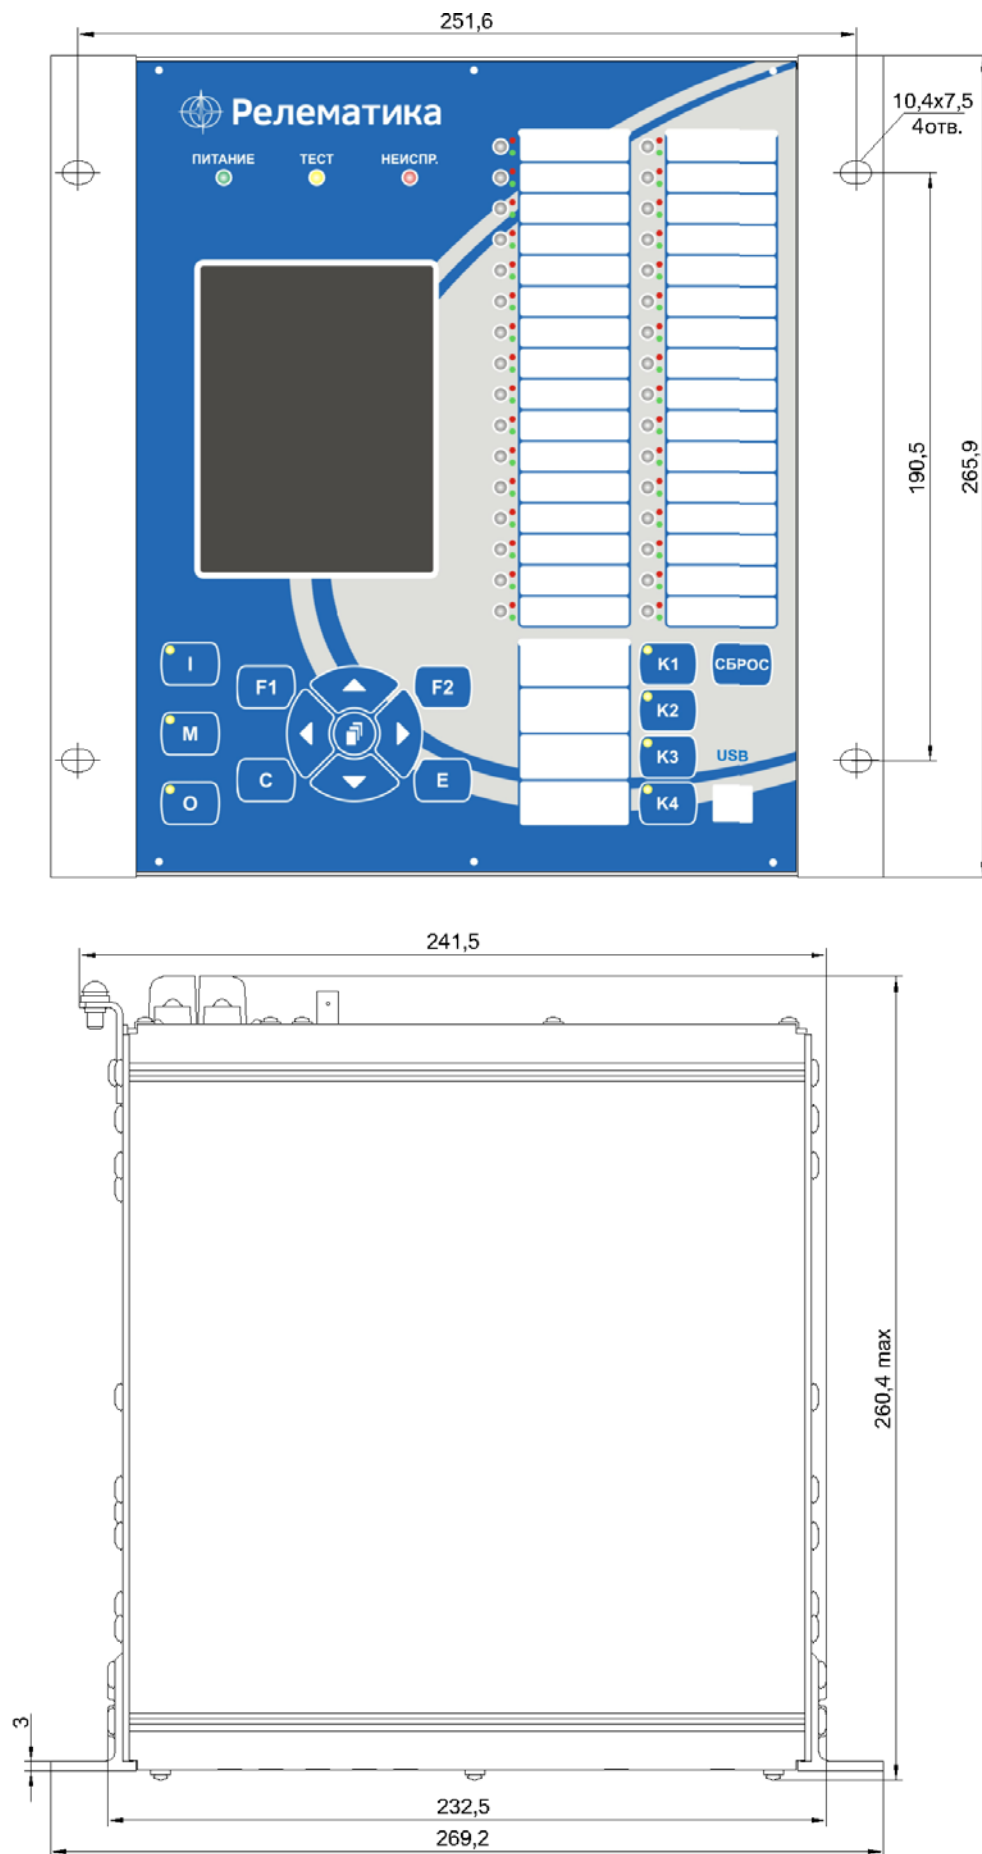 251,6
Релематика
10,4x7,5
4отв.
ПИТАНИЕ ТЕСТ НЕИСПР.
190,5
265,9
I
F1
F2
K1
СБРОС
K2
M
K3
USB
C
E
O
K4
241,5
260,4 max
3
232,5
269,2